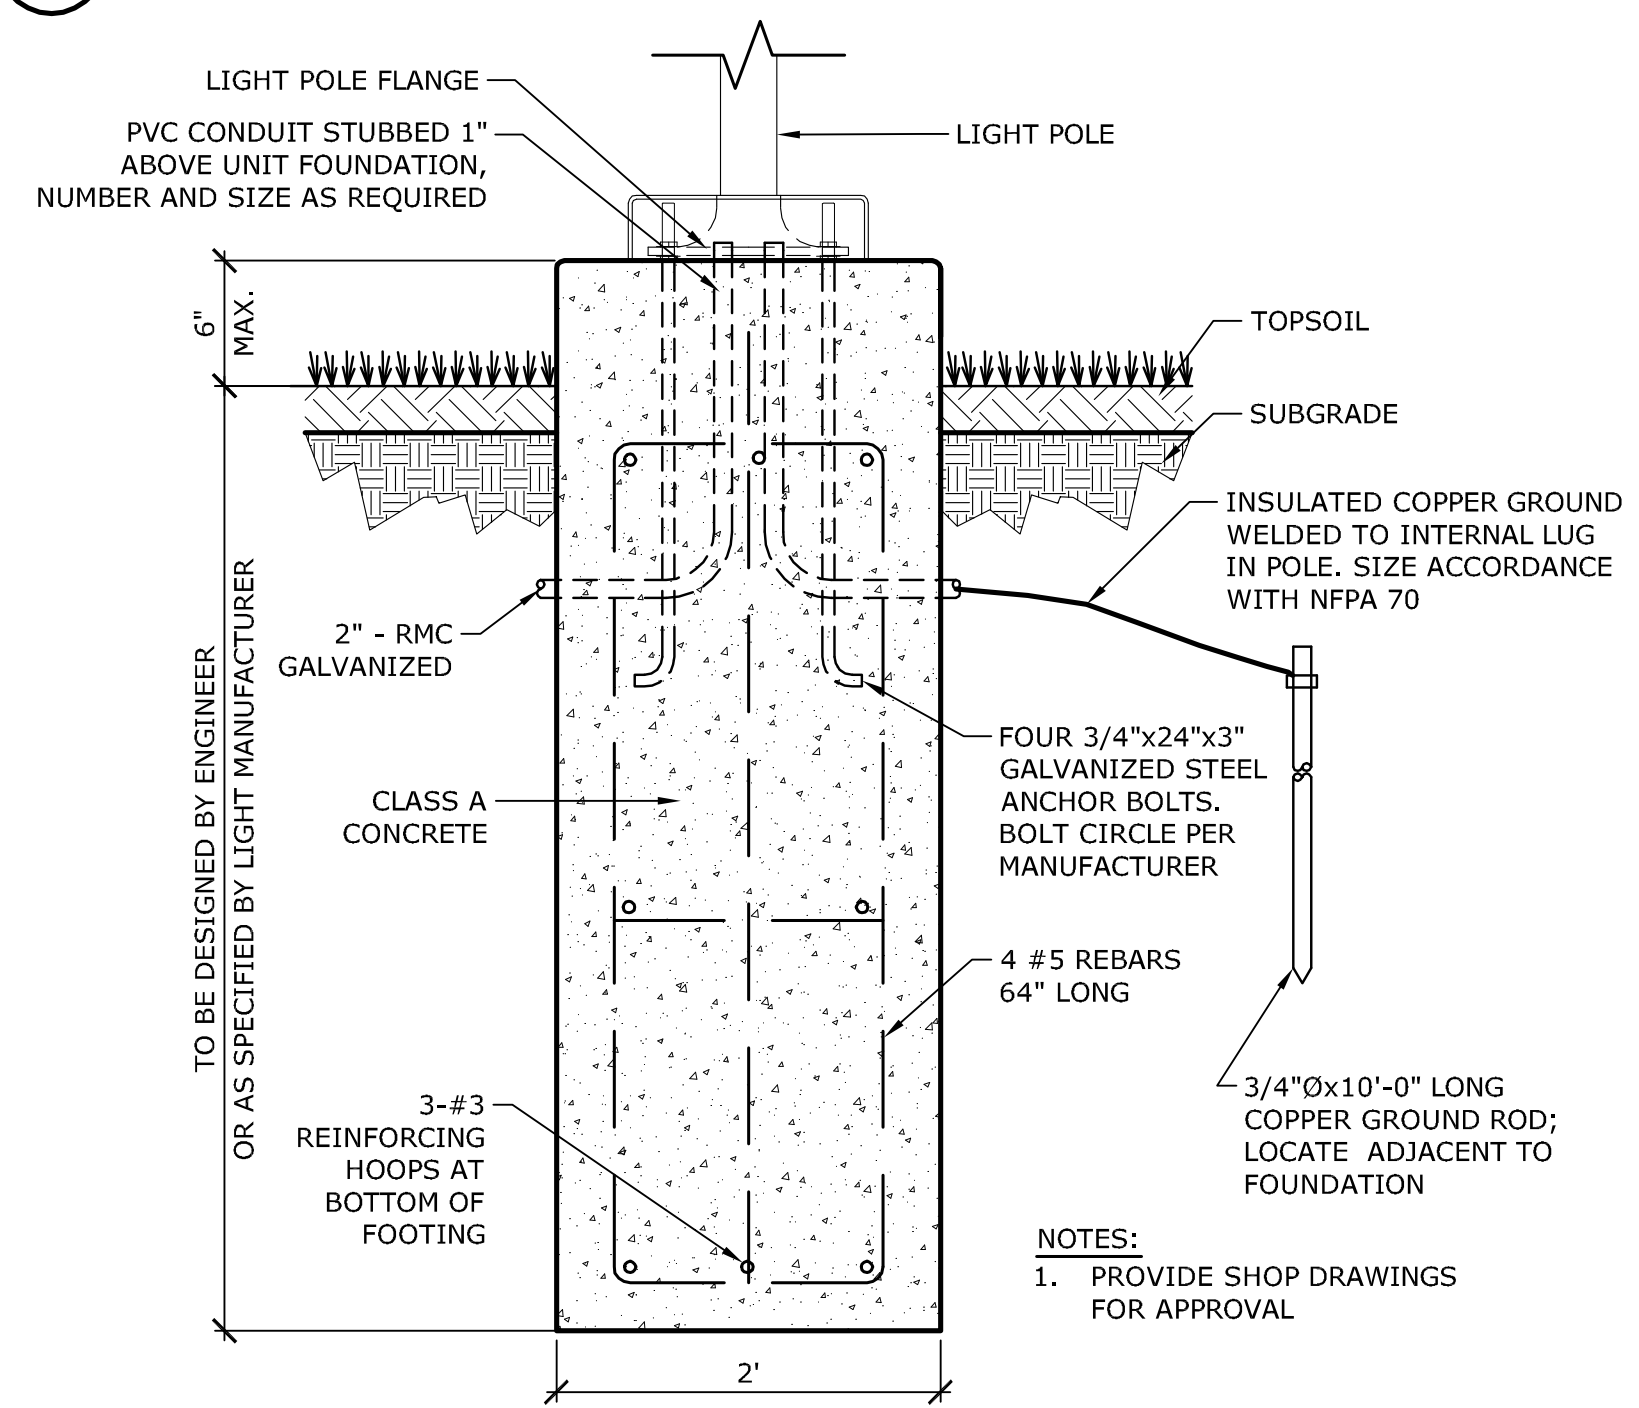 LIGHT POLE FLANGE
PVC CONDUIT STUBBED 1"
ABOVE UNIT FOUNDATION,
NUMBER AND SIZE AS REQUIRED
LIGHT POLE
6"
MAX.
TOPSOIL
SUBGRADE
INSULATED COPPER GROUND
WELDED TO INTERNAL LUG
IN POLE. SIZE ACCORDANCE
WITH NFPA 70
2" - RMC
GALVANIZED
TO BE DESIGNED BY ENGINEER
OR AS SPECIFIED BY LIGHT MANUFACTURER
FOUR 3/4"x24"x3"
GALVANIZED STEEL
ANCHOR BOLTS.
BOLT CIRCLE PER
MANUFACTURER
CLASS A
CONCRETE
4 #5 REBARS
64" LONG
3-#3
REINFORCING
HOOPS AT
BOTTOM OF
FOOTING
3/4"Øx10'-0" LONG
COPPER GROUND ROD;
LOCATE ADJACENT TO
FOUNDATION
NOTES:
1. PROVIDE SHOP DRAWINGS
FOR APPROVAL
2'